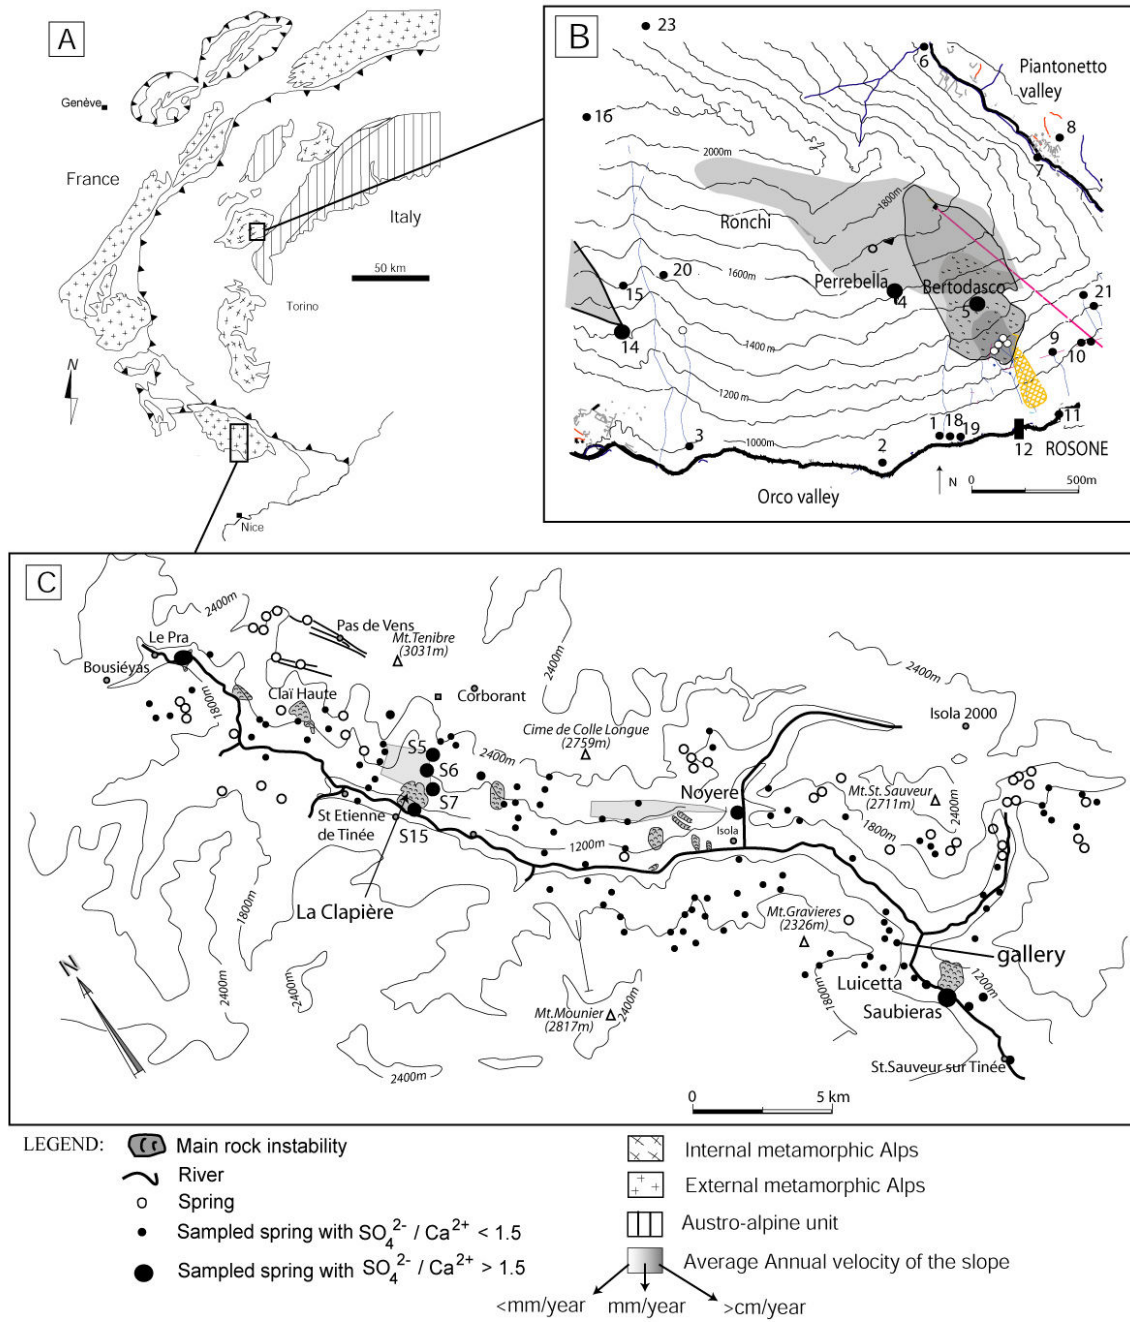 A
Genève
France
Italy
50 km
Torino
N
Nice
B
23
6
Piantonetto
valley
16
8
2000m
7
1800m
Ronchi
20
1600m
15
Perrebella
4
Bertodasco
5
21
14
1400 m
9
10
1200 m
1000m
3
2
1
18
19
11
12
ROSONE
N
0
500m
Orco valley
C
2400m
Pas de Vens
Le Pra
Mt.Tenibre
(3031m)
2400m
2400m
Bousiéyas
1800m
Claï Haute
Corborant
Isola 2000
Cime de Colle Longue
(2759m)
S5
2400m
S6
Noyere
Mt.St.Sauveur
(2711m)
2400m
S7
St Etienne
de Tinée
S15
Isola
1800m
1200m
La Clapière
1800m
Mt.Gravieres
(2326m)
gallery
N
2400m
2400m
Luicetta
1200m
1800m
Saubieras
Mt.Mounier
(2817m)
2400m
2400m
St.Sauveur sur Tinée
0
5 km
LEGEND:
Main rock instability
River
Spring
Sampled spring with SO4²⁻ / Ca²⁺ < 1.5
Sampled spring with SO4²⁻ / Ca²⁺ > 1.5
Internal metamorphic Alps
External metamorphic Alps
Austro-alpine unit
Average Annual velocity of the slope
<mm/year
mm/year
>cm/year